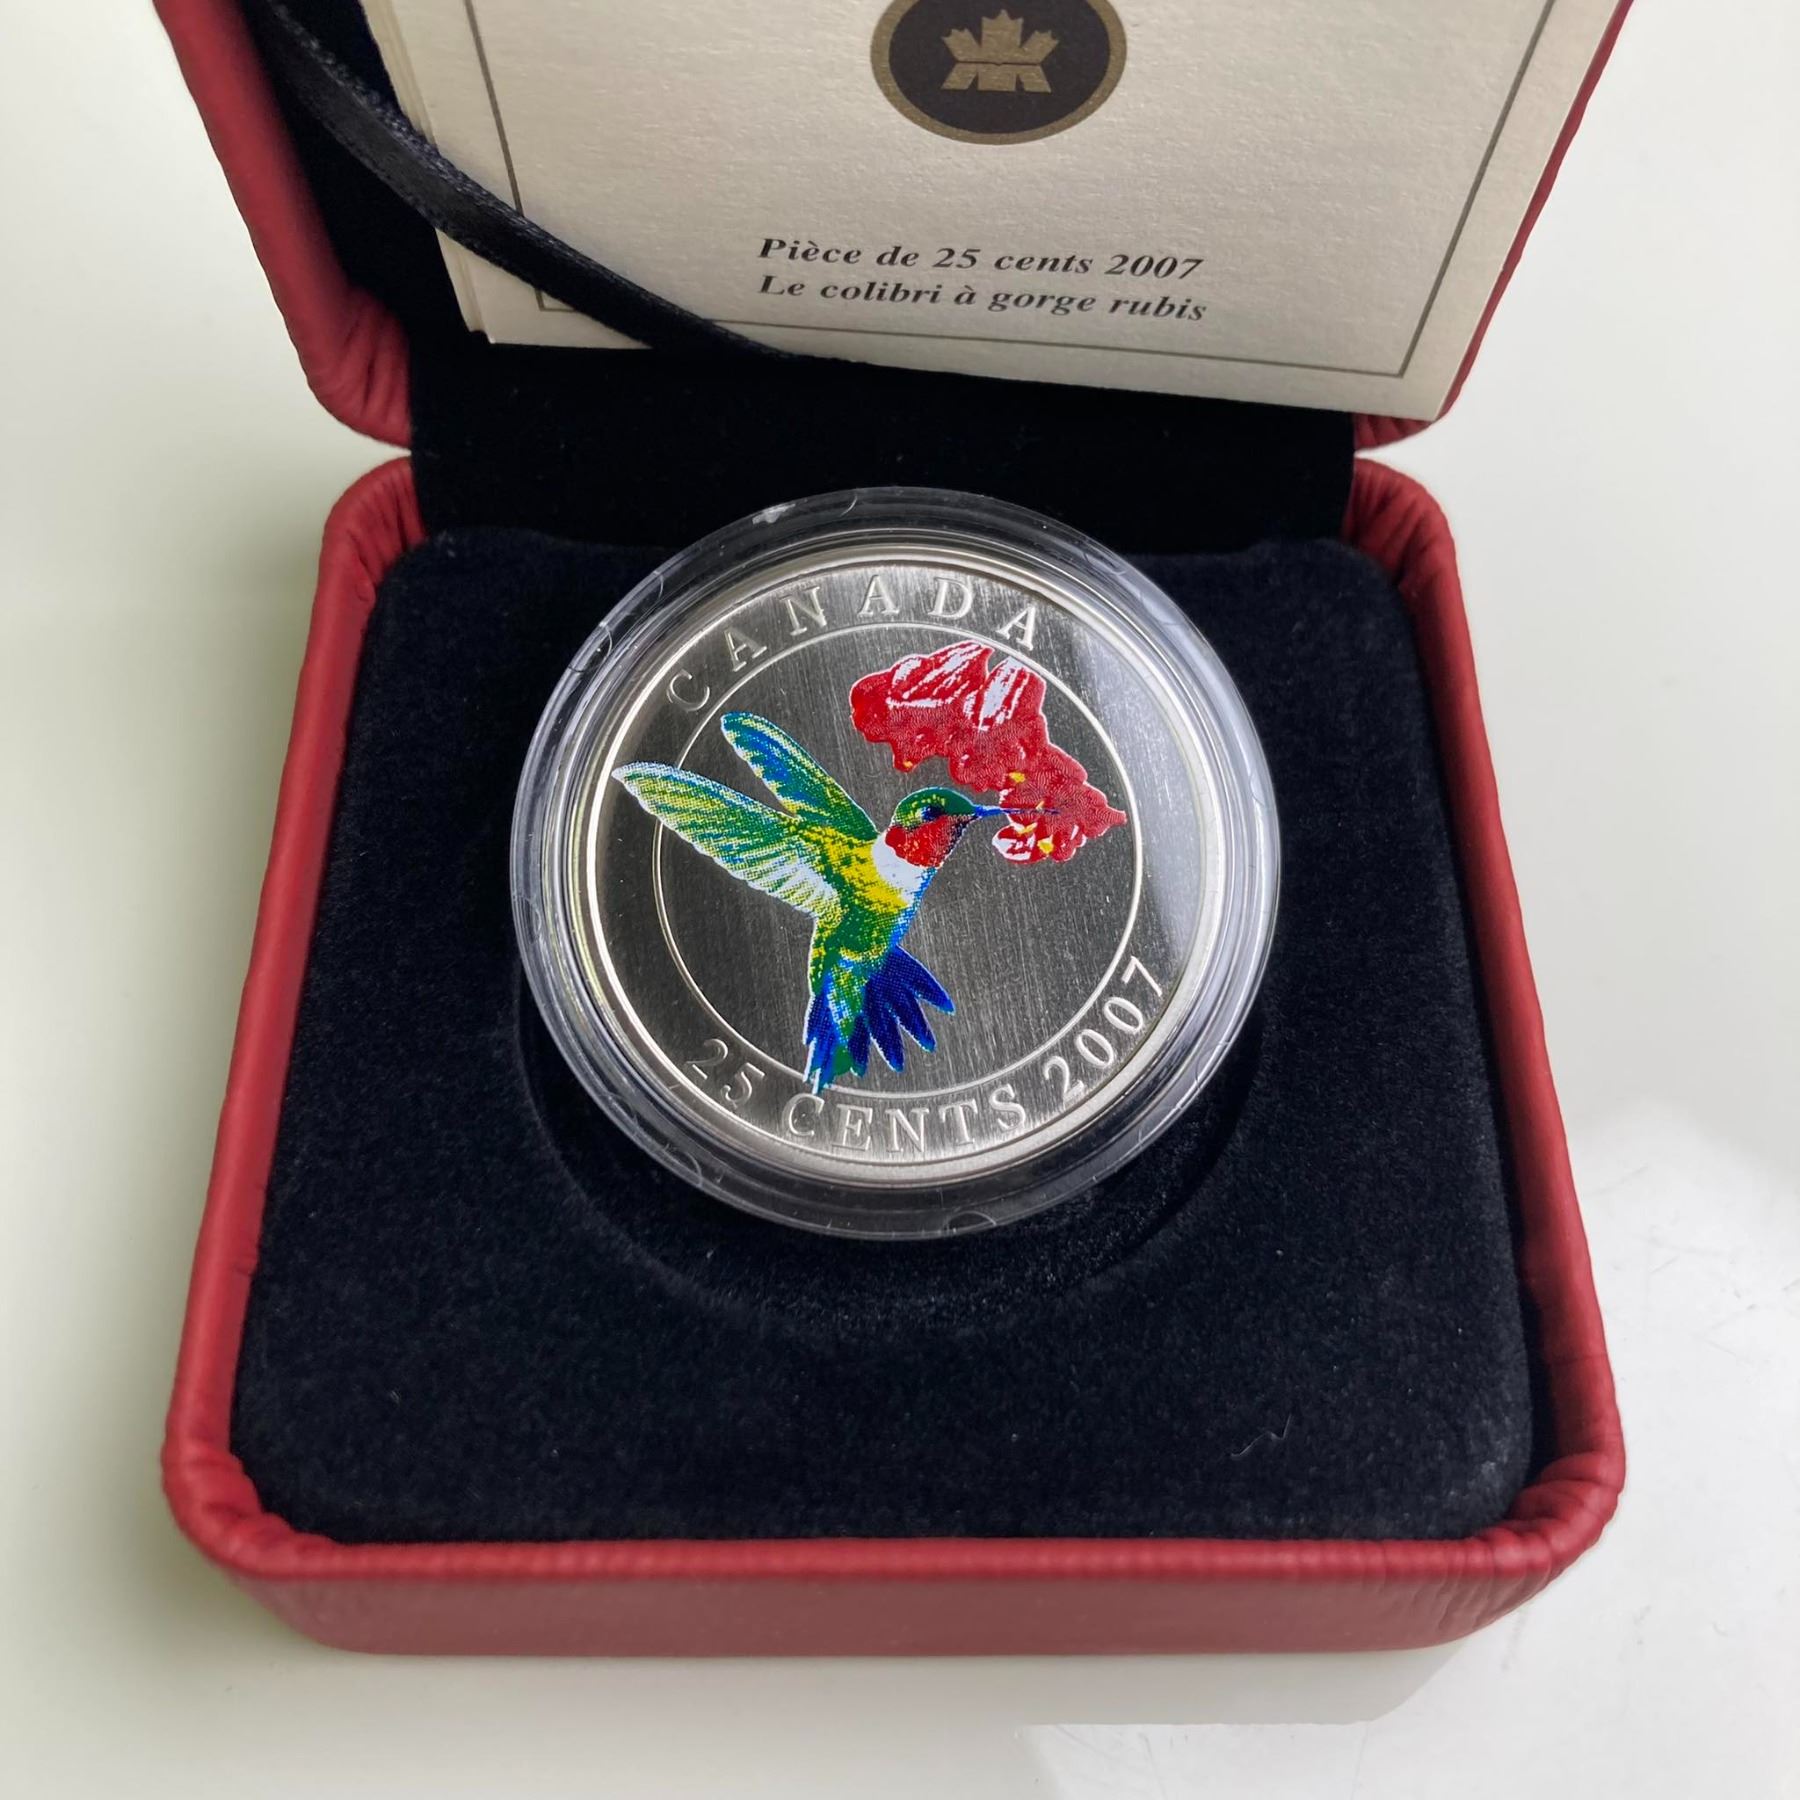 Pièce de 25 cents 2007
Le colibri à gorge rubis
CANADA
25 CENTS 2007